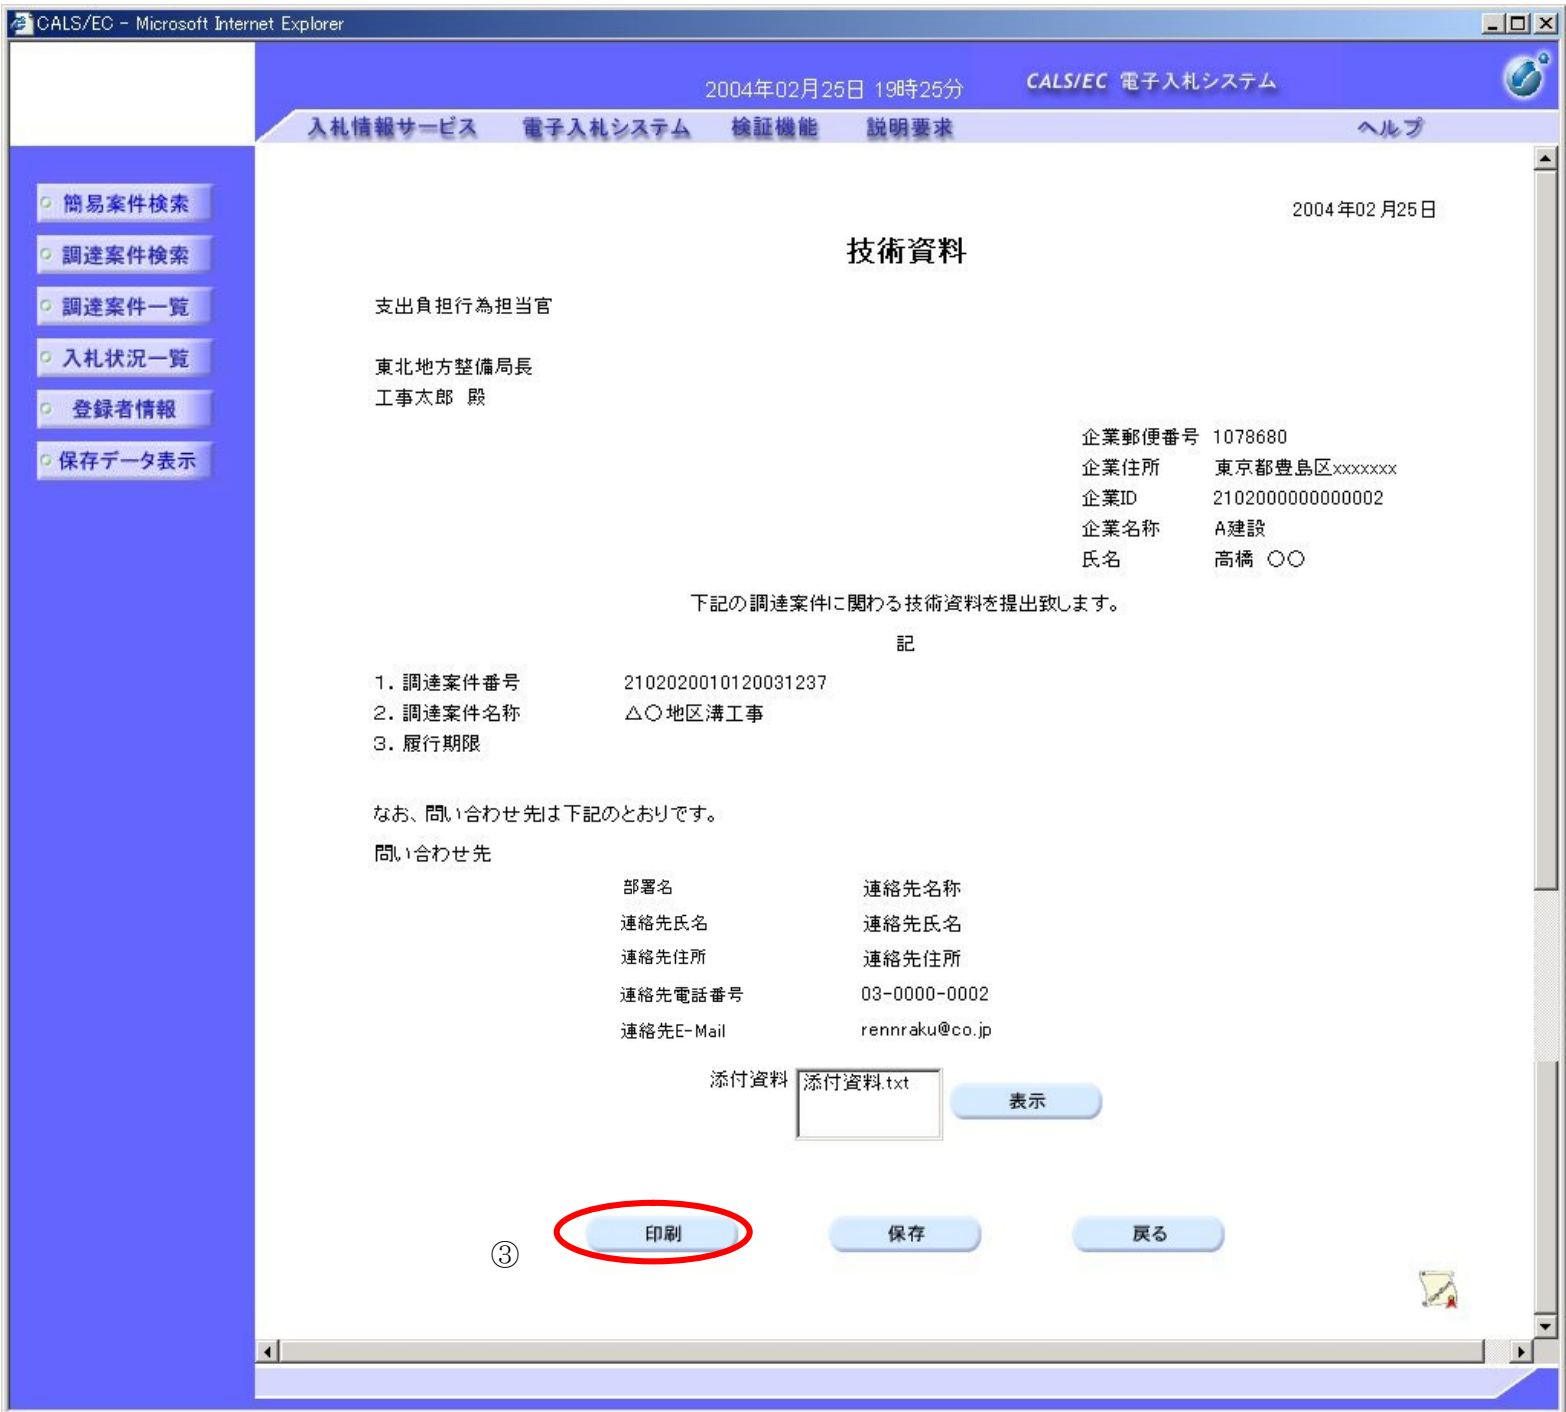 CALS/EC - Microsoft Internet Explorer
2004年02月25日 19時25分
CALS/EC 電子入札システム
入札情報サービス 電子入札システム 検証機能 説明要求 ヘルプ
簡易案件検索
調達案件検索
調達案件一覧
入札状況一覧
登録者情報
保存データ表示
2004年02月25日
技術資料
支出負担行為担当官
東北地方整備局長
工事太郎 殿
企業郵便番号 1078680
企業住所 東京都豊島区xxxxxxx
企業ID 2102000000000002
企業名称 A建設
氏名 高橋 〇〇
下記の調達案件に関わる技術資料を提出致します。
記
1. 調達案件番号 2102020010120031237
2. 調達案件名称 △〇地区溝工事
3. 履行期限
なお、問い合わせ先は下記のとおりです。
問い合わせ先
部署名 連絡先名称
連絡先氏名 連絡先氏名
連絡先住所 連絡先住所
連絡先電話番号 03-0000-0002
連絡先E-Mail rennraku@co.jp
添付資料 添付資料.txt 表示
③ 印刷 保存 戻る